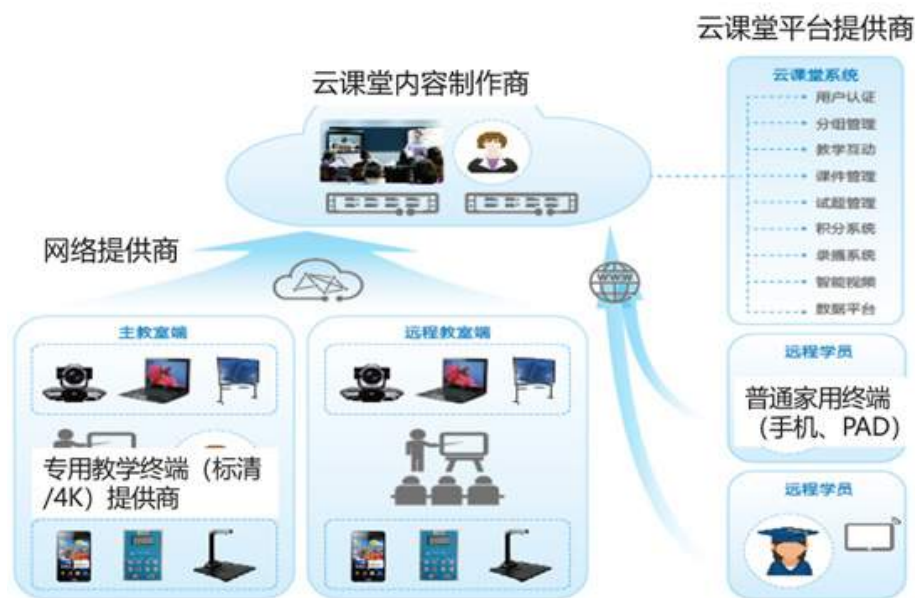 云课堂平台提供商
云课堂系统
用户认证
分组管理
教学互动
课件管理
试题管理
积分系统
录播系统
智能视频
数据平台
云课堂内容制作商
网络提供商
WWW
主教室端
远程教室端
专用教学终端（标清
/4K）提供商
远程学员
普通家用终端
（手机、PAD）
远程学员